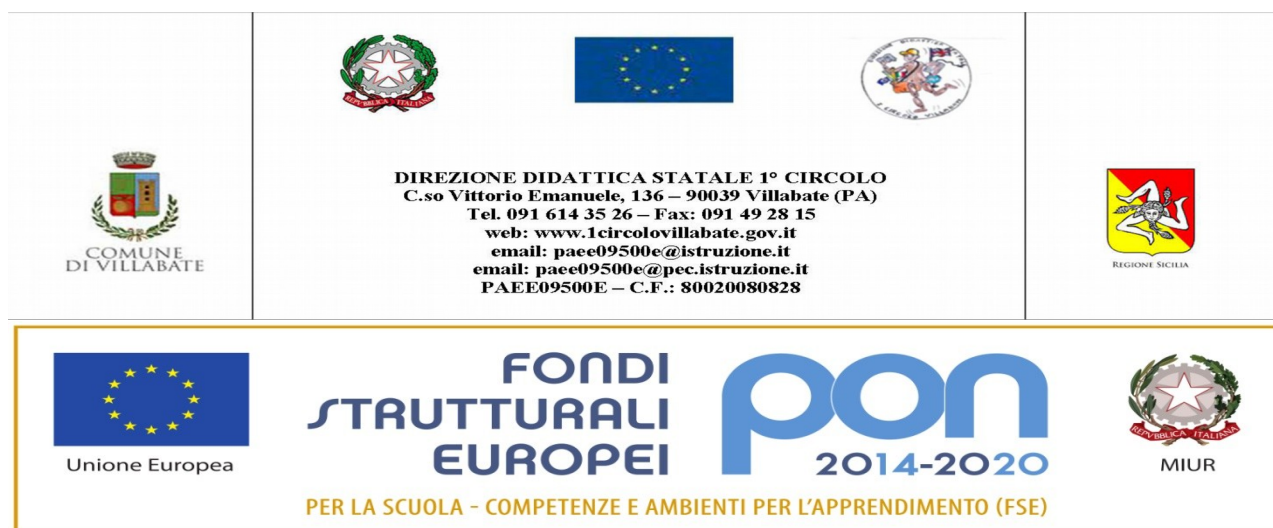 DIREZIONE DIDATTICA STATALE 1° CIRCOLO
C.so Vittorio Emanuele, 136 – 90039 Villabate (PA)
Tel. 091 614 35 26 – Fax: 091 49 28 15
web: www.1circolovillabate.gov.it
email: paee09500e@istruzione.it
email: paee09500e@pec.istruzione.it
PAEE09500E – C.F.: 80020080828
COMUNE
DI VILLABATE
REGIONE SICILIA
REPVBBLICA ITALIANA
Unione Europea
FONDI
STRUTTURALI
EUROPEI
pon
2014-2020
REPVBBLICA ITALIANA
MIUR
PER LA SCUOLA - COMPETENZE E AMBIENTI PER L'APPRENDIMENTO (FSE)